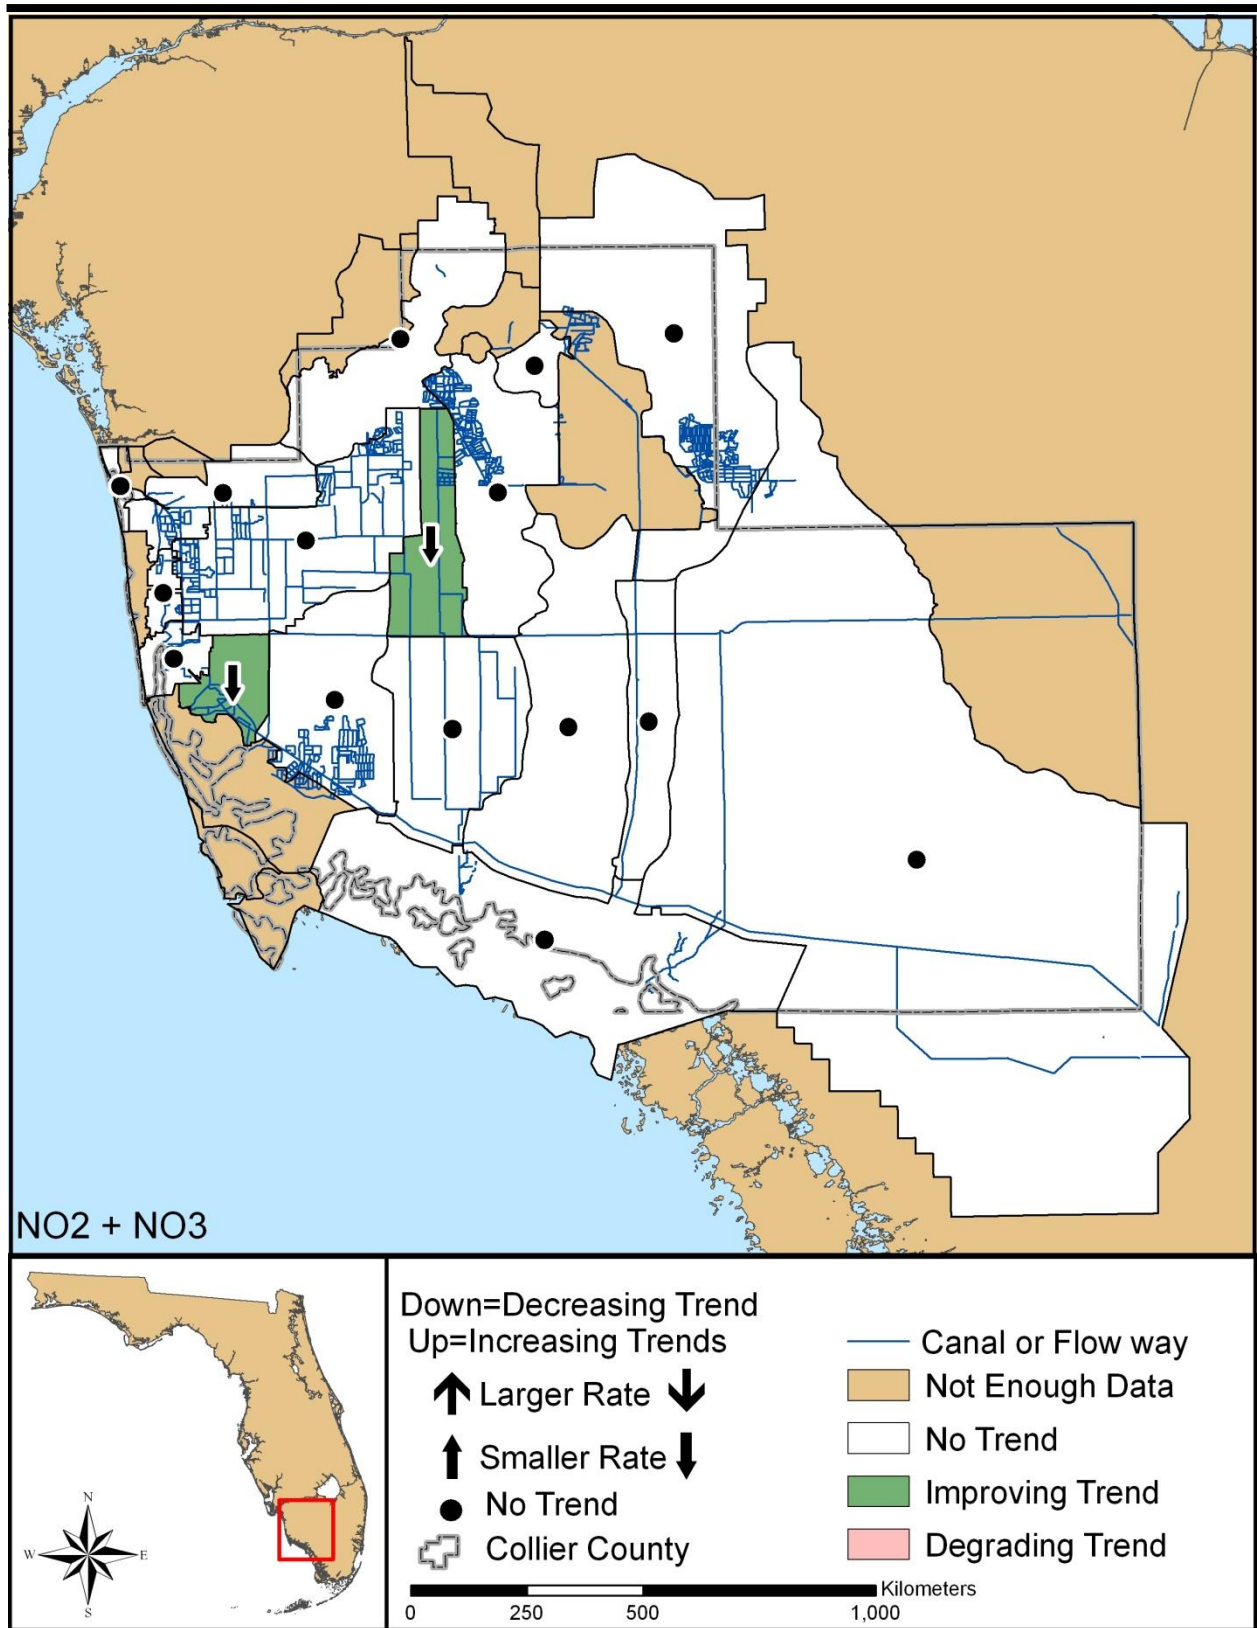 NO2 + NO3
N
W
E
S
Down=Decreasing Trend
Up=Increasing Trends
Larger Rate
Smaller Rate
No Trend
Collier County
Canal or Flow way
Not Enough Data
No Trend
Improving Trend
Degrading Trend
Kilometers
0 250 500 1,000